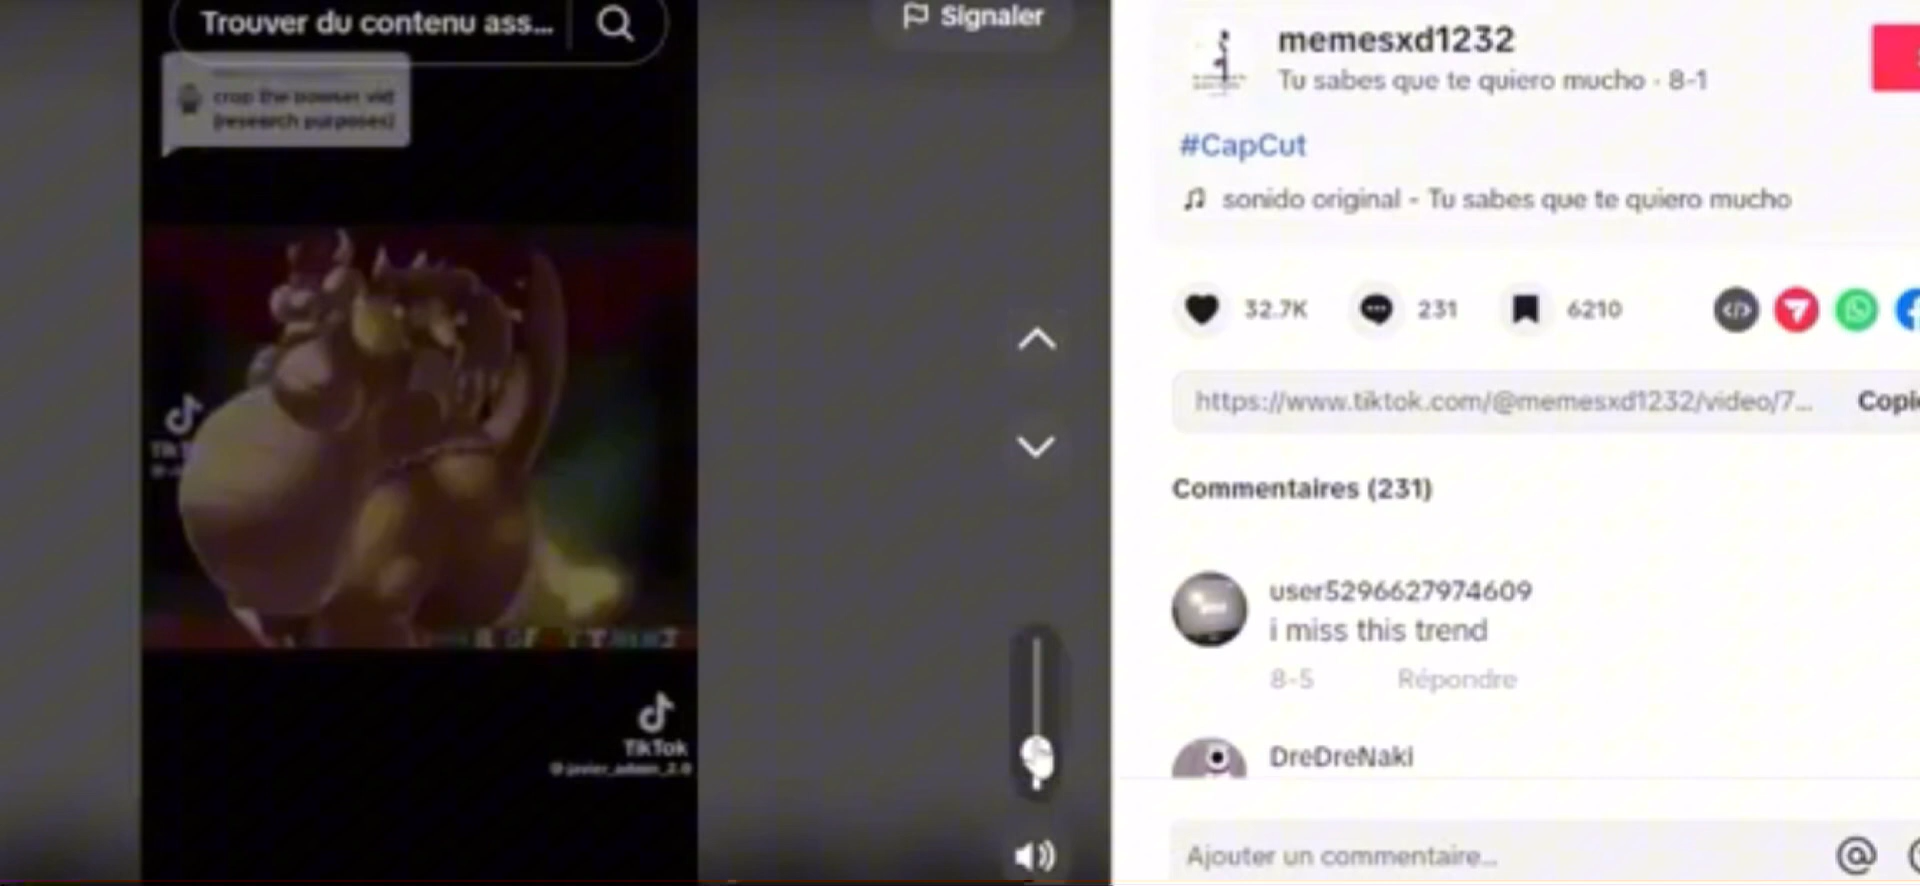 Trouver du contenu ass...
Signaler
crop the bowser vid
(research purposes)
TikTok
memesxd1232
Tu sabes que te quiero mucho · 8-1
#CapCut
sonido original - Tu sabes que te quiero mucho
32.7K
231
6210
https://www.tiktok.com/@memesxd1232/video/7...
Copie
Commentaires (231)
user5296627974609
i miss this trend
8-5 Répondre
DreDreNaki
Ajouter un commentaire...